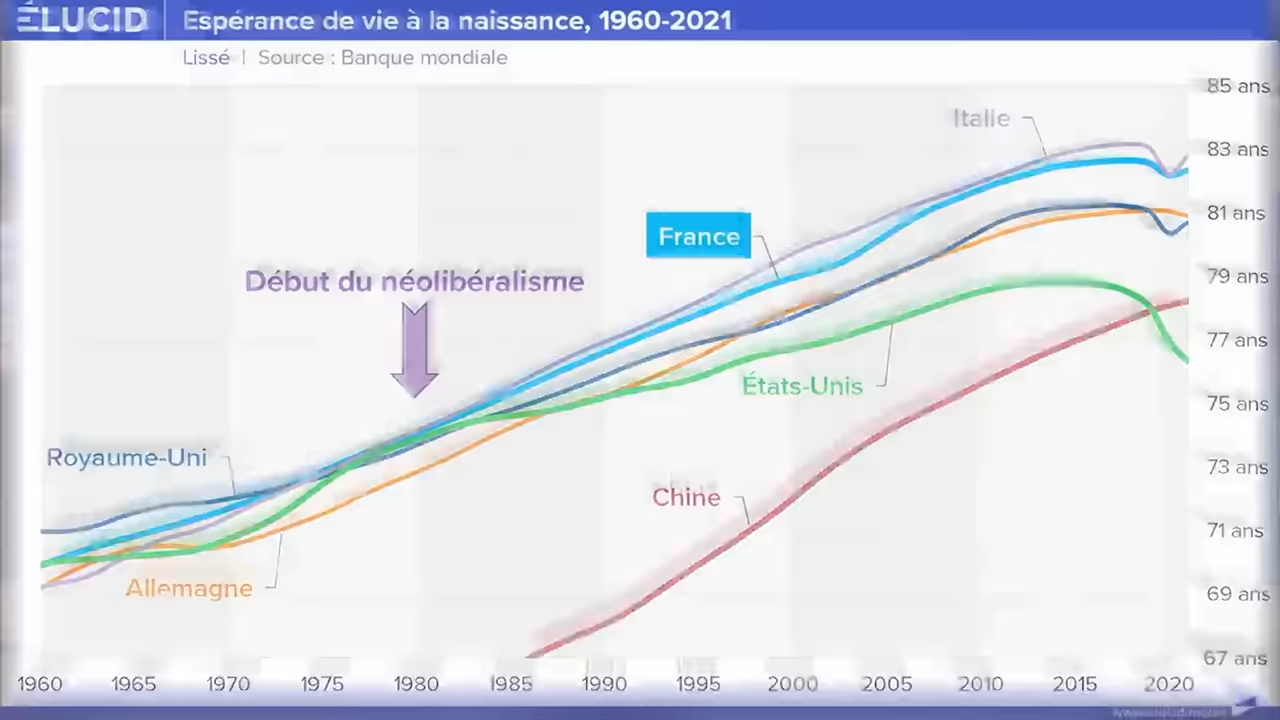 ÉLUCID Espérance de vie à la naissance, 1960-2021
Lissé | Source : Banque mondiale
85 ans
Italie
83 ans
81 ans
France
79 ans
Début du néolibéralisme
77 ans
États-Unis
75 ans
Royaume-Uni
73 ans
Chine
71 ans
Allemagne
69 ans
67 ans
1960 1965 1970 1975 1980 1985 1990 1995 2000 2005 2010 2015 2020